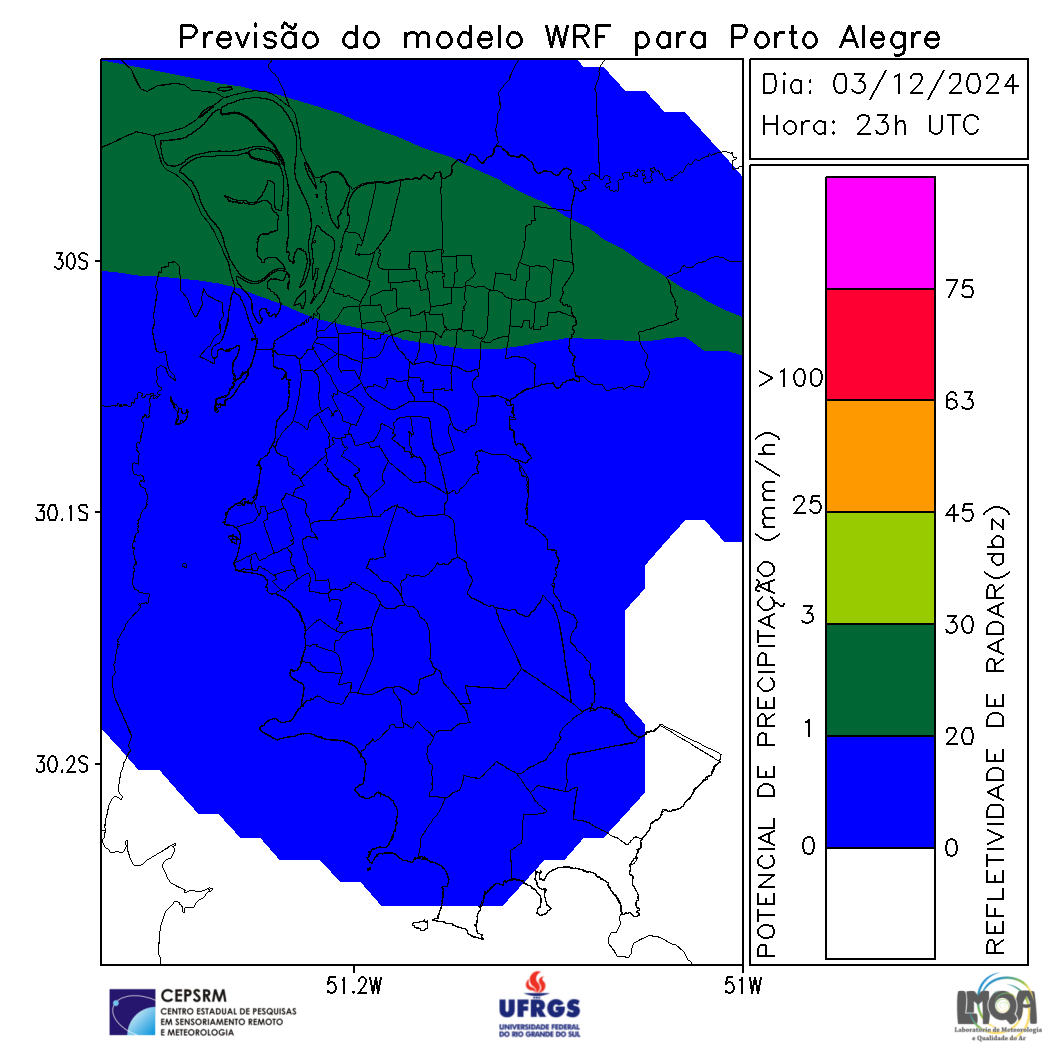 Previsão do modelo WRF para Porto Alegre
Dia: 03/12/2024
Hora: 23h UTC
30S
30.1S
30.2S
51.2W
51W
POTENCIAL DE PRECIPITAÇÃO (mm/h)
>100
25
3
1
0
75
63
45
30
20
0
REFLETIVIDADE DE RADAR(dbz)
CEPSRM
CENTRO ESTADUAL DE PESQUISAS
EM SENSORIAMENTO REMOTO
E METEOROLOGIA
UFRGS
UNIVERSIDADE FEDERAL
DO RIO GRANDE DO SUL
LMQA
Laboratório de Meteorologia
e Qualidade do Ar